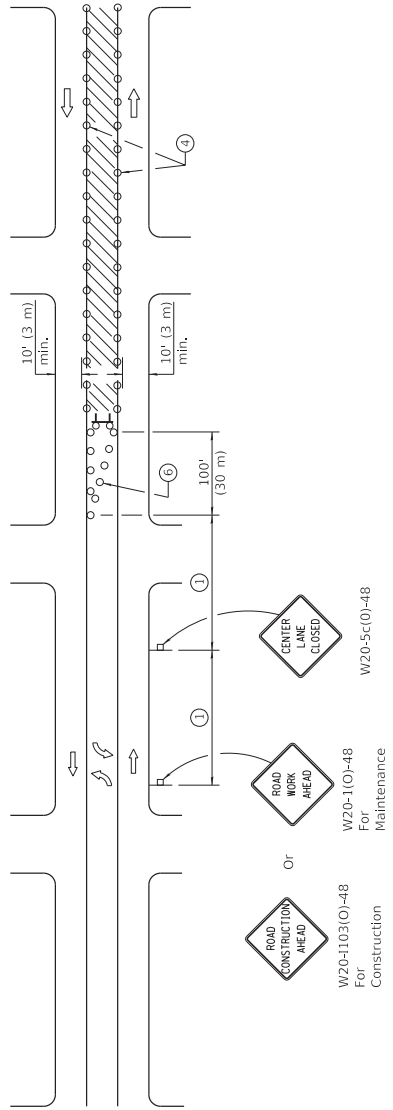 10' (3 m)
min.
10' (3 m)
min.
4
6
100'
(30 m)
1
1
CENTER
LANE
CLOSED
W20-5c(0)-48
ROAD
WORK
AHEAD
W20-1(O)-48
For
Maintenance
Or
ROAD
CONSTRUCTION
AHEAD
W20-I103(O)-48
For
Construction